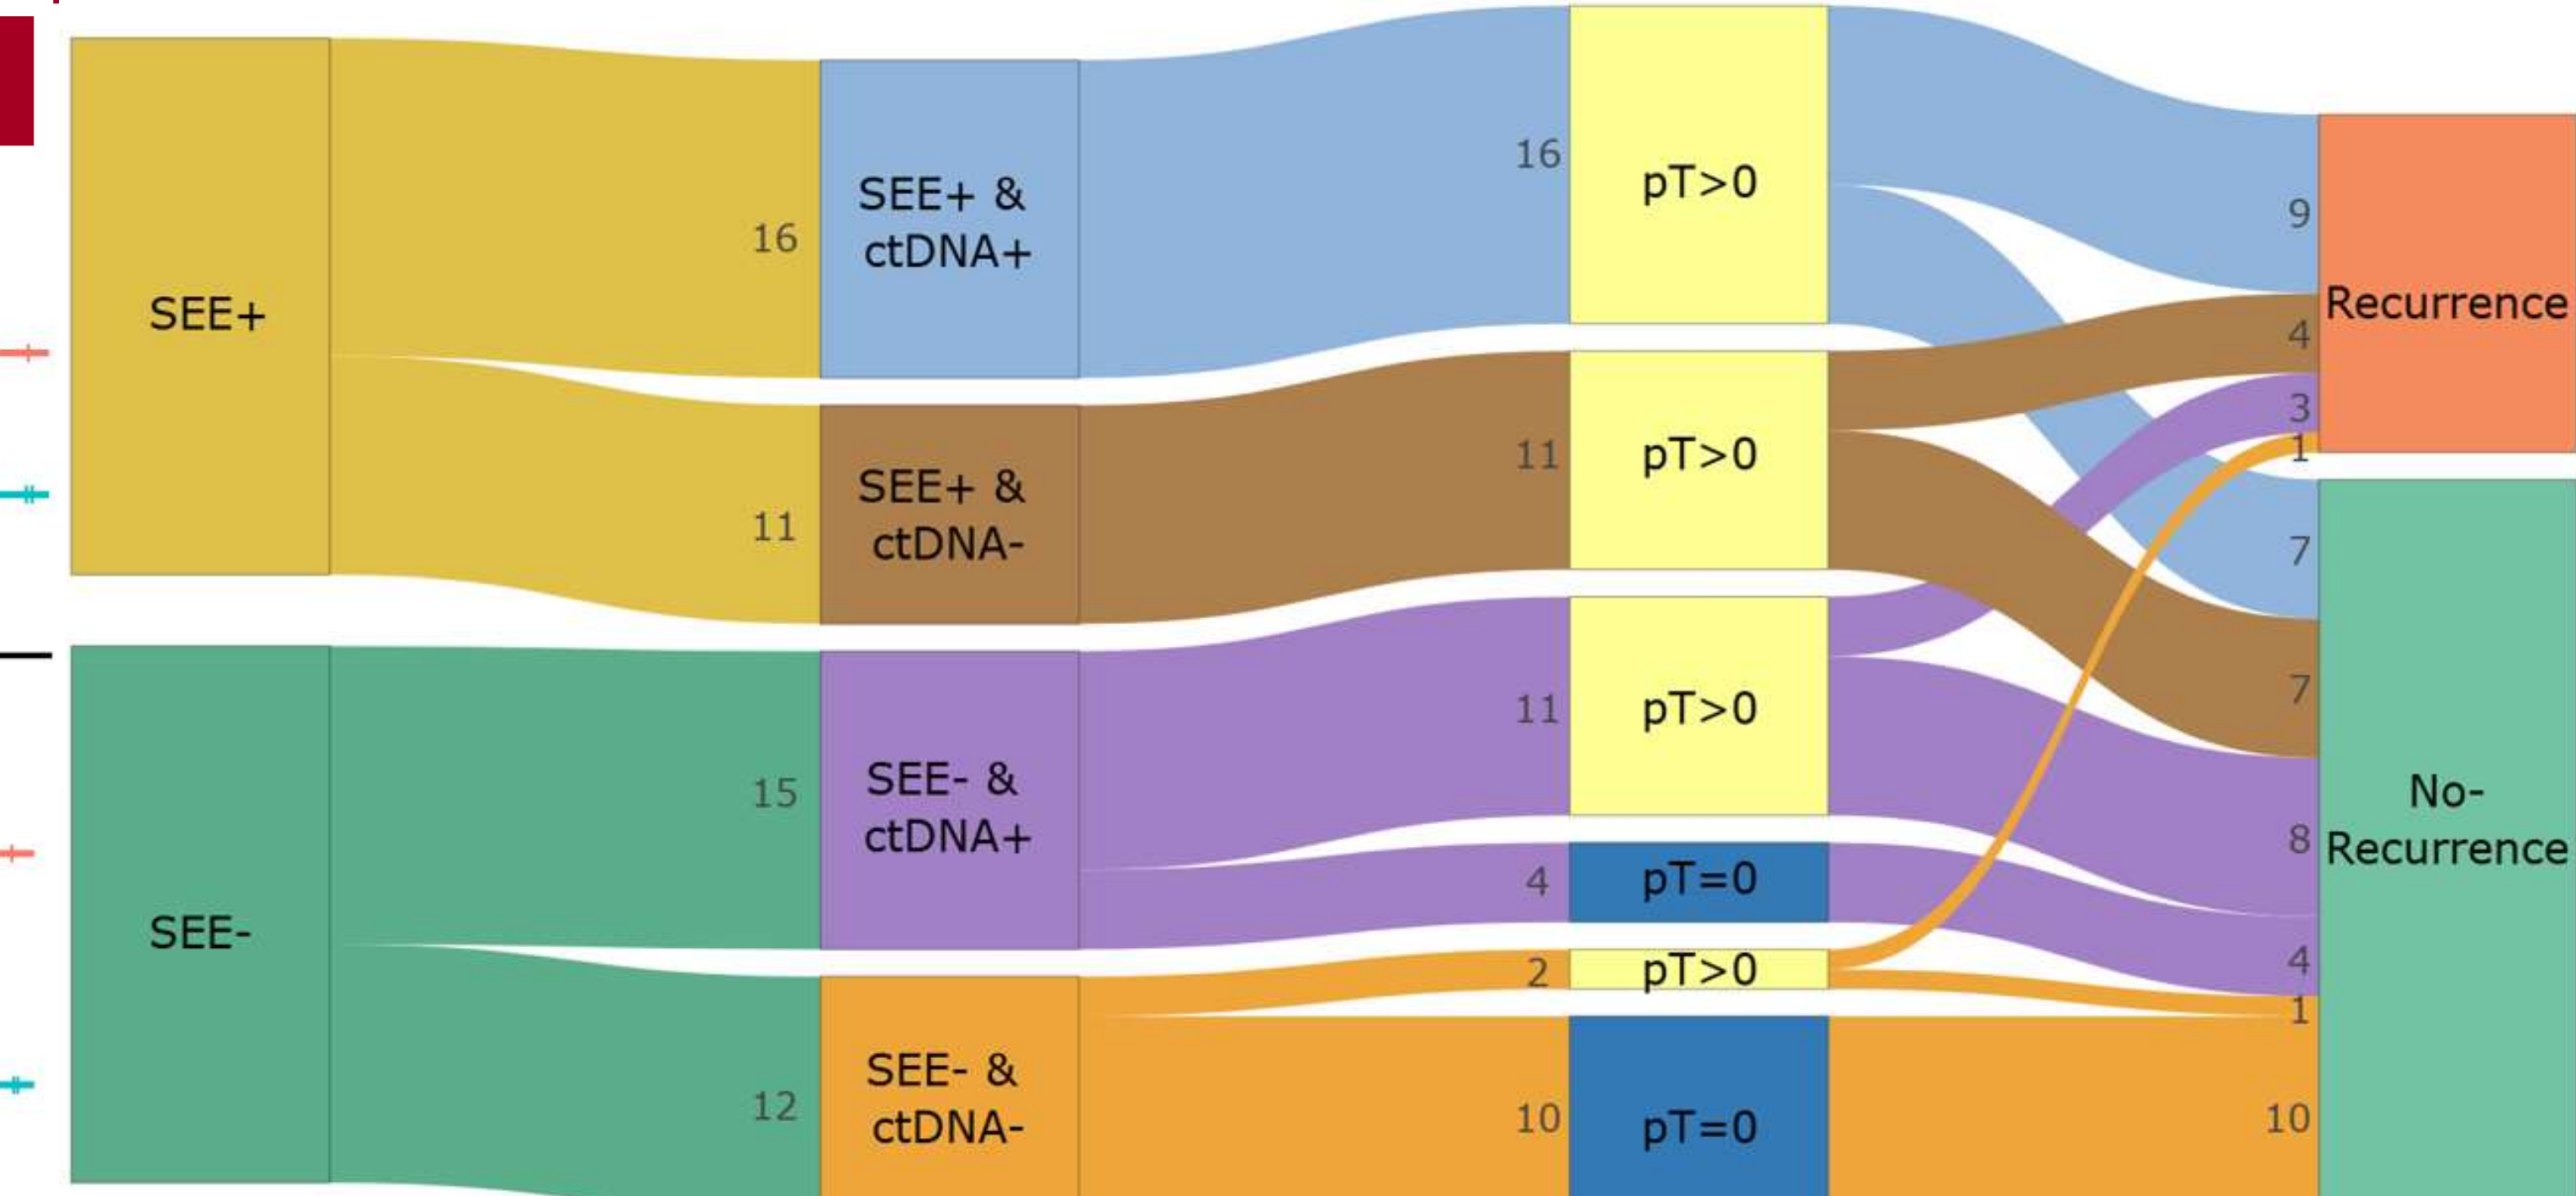 SEE+
16
11
SEE+ &
ctDNA+
SEE+ &
ctDNA-
16
pT>0
11
pT>0
9
4
3
1
Recurrence
SEE-
15
12
SEE- &
ctDNA+
SEE- &
ctDNA-
11
pT>0
4
pT=0
2
pT>0
10
pT=0
7
7
8
4
1
10
No-
Recurrence